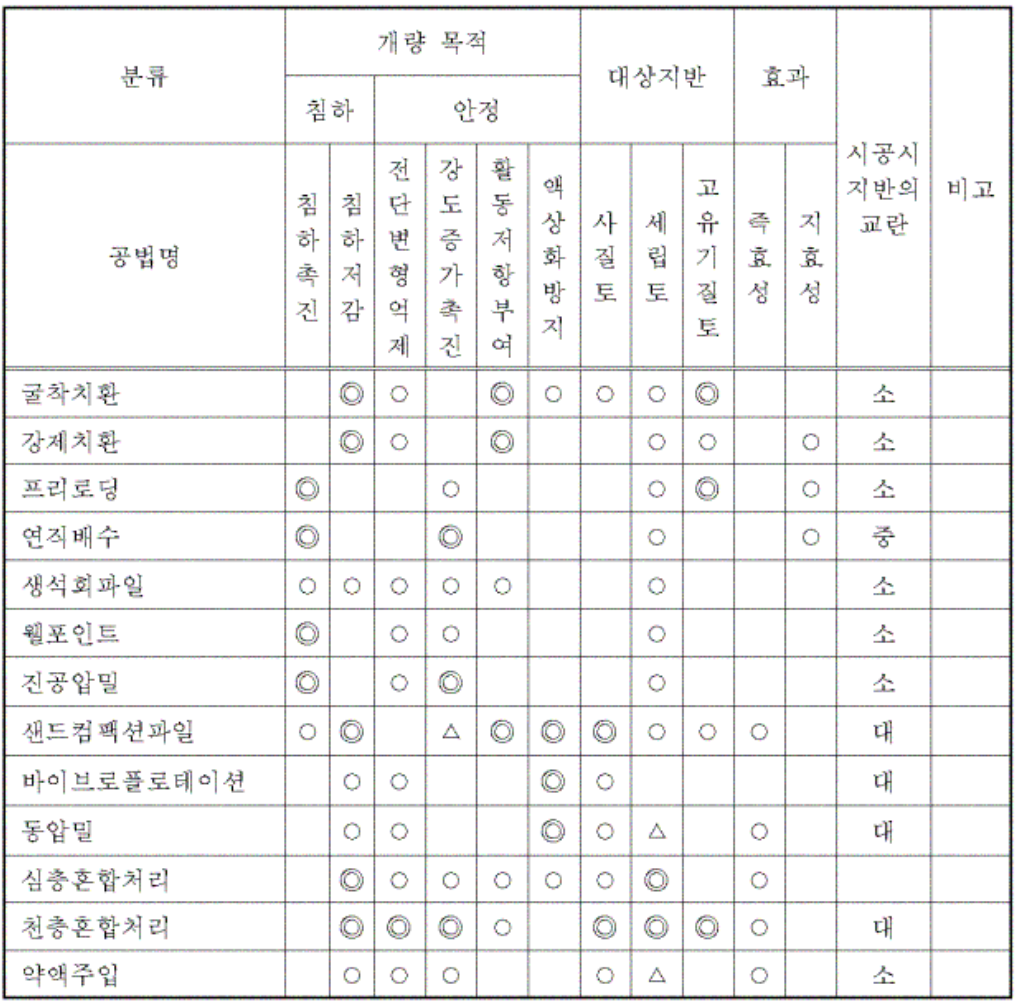 분류 개량 목적 대상지반 효과 시공시 지반의 교란 비고
침하 안정
공법명 침하촉진 침하저감 전단변형억제 강도증가촉진 활동저항부여 액상화방지 사질토 세립토 고유기질토 즉효성 지효성
굴착치환 ◎ ○ ◎ ○ ○ ○ ◎ 소
강제치환 ◎ ○ ◎ ○ ○ ○ 소
프리로딩 ◎ ○ ○ ◎ ○ 소
연직배수 ◎ ◎ ○ ○ 중
생석회파일 ○ ○ ○ ○ ○ ○ 소
웰포인트 ◎ ○ ○ ○ 소
진공압밀 ◎ ○ ◎ ○ 소
샌드컴팩션파일 ○ ◎ △ ◎ ◎ ◎ ○ ○ ○ 대
바이브로플로테이션 ○ ○ ◎ ○ 대
동압밀 ○ ○ ◎ ○ △ ○ 대
심층혼합처리 ◎ ○ ○ ○ ○ ○ ◎ ○
천층혼합처리 ◎ ◎ ◎ ○ ◎ ◎ ◎ ○ 대
약액주입 ○ ○ ○ ○ △ ○ 소